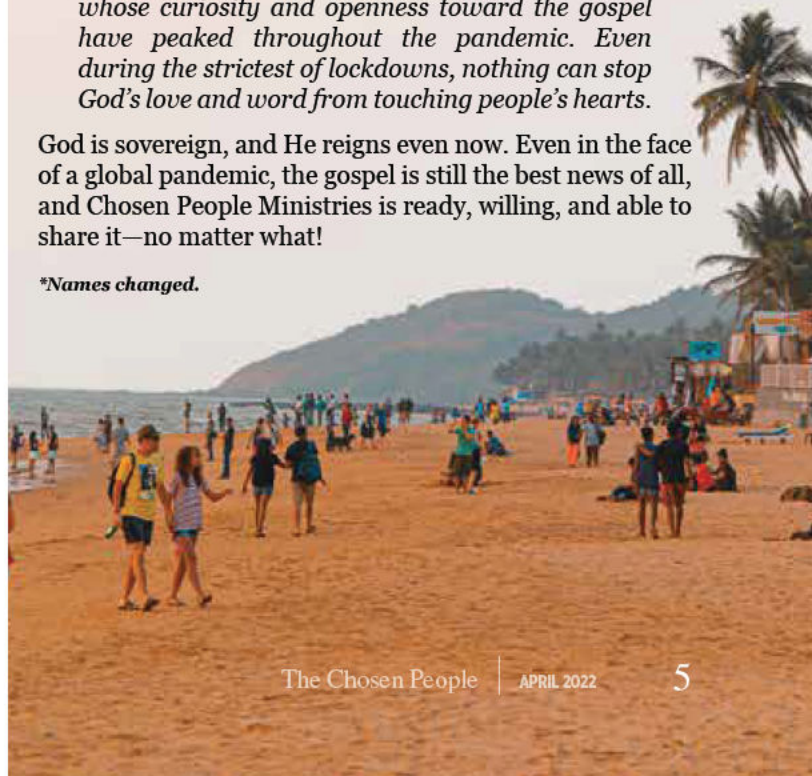 whose curiosity and openness toward the gospel
have peaked throughout the pandemic. Even
during the strictest of lockdowns, nothing can stop
God’s love and word from touching people’s hearts.
God is sovereign, and He reigns even now. Even in the face
of a global pandemic, the gospel is still the best news of all,
and Chosen People Ministries is ready, willing, and able to
share it—no matter what!
*Names changed.
The Chosen People | APRIL 2022 5